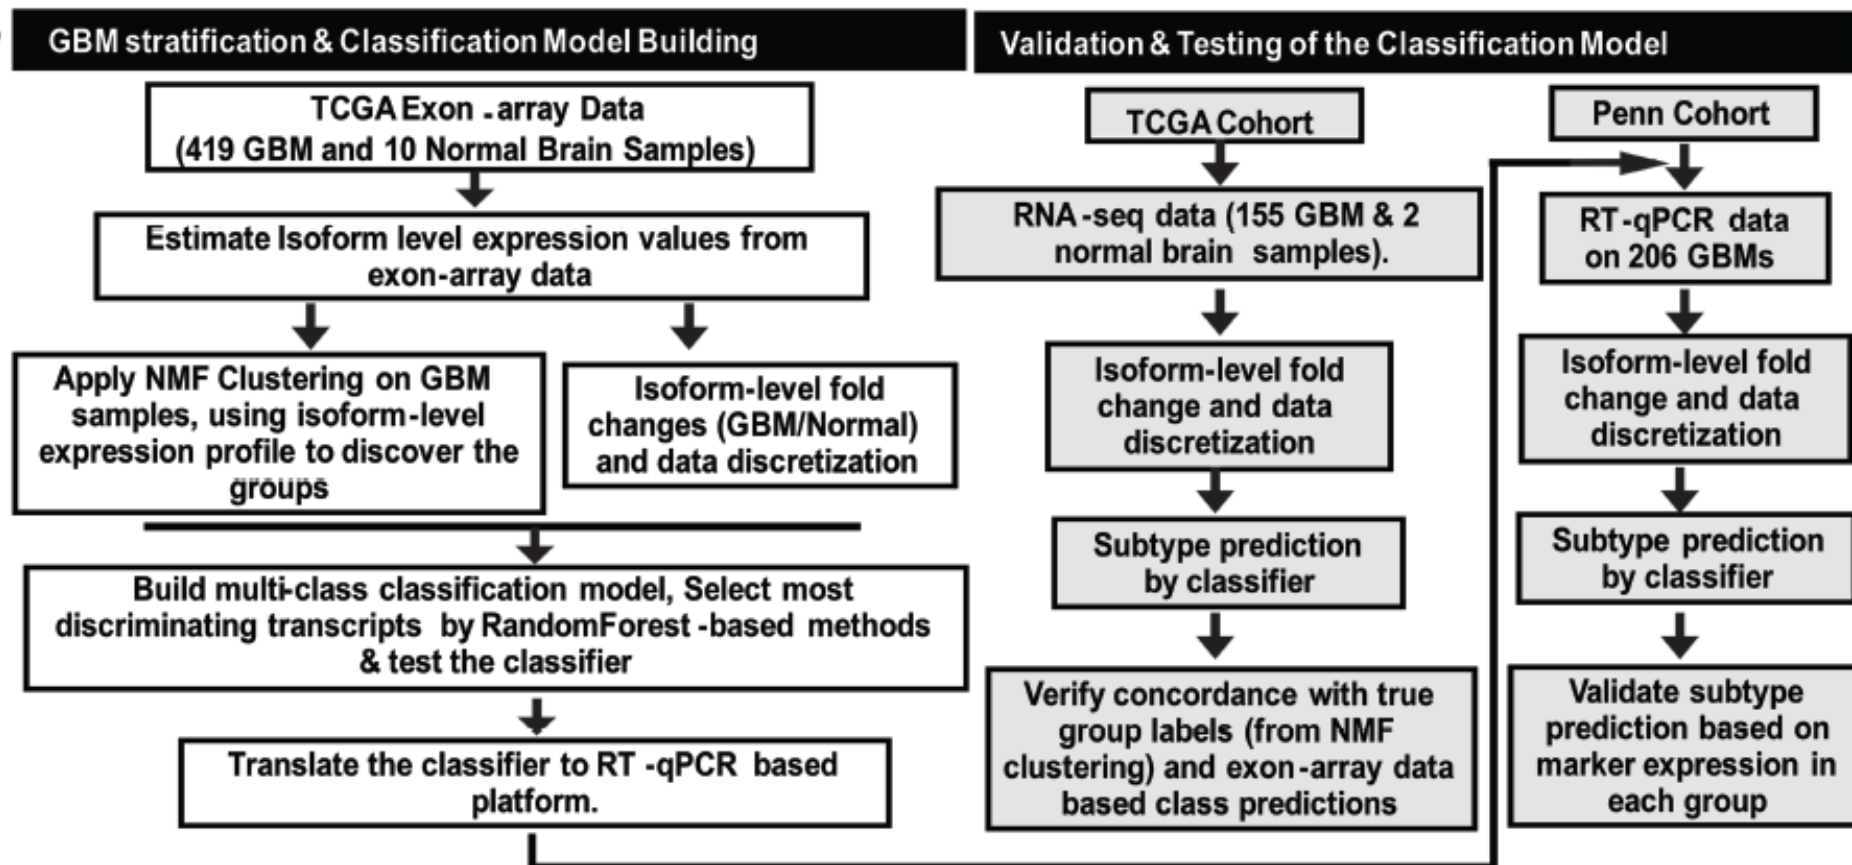 GBM stratification & Classification Model Building
TCGA Exon - array Data
(419 GBM and 10 Normal Brain Samples)
Estimate Isoform level expression values from
exon-array data
Apply NMF Clustering on GBM
samples, using isoform-level
expression profile to discover the
groups
Isoform-level fold
changes (GBM/Normal)
and data discretization
Build multi-class classification model, Select most
discriminating transcripts by RandomForest -based methods
& test the classifier
Translate the classifier to RT -qPCR based
platform.
Validation & Testing of the Classification Model
TCGA Cohort
RNA -seq data (155 GBM & 2
normal brain samples).
Isoform-level fold
change and data
discretization
Subtype prediction
by classifier
Verify concordance with true
group labels (from NMF
clustering) and exon-array data
based class predictions
Penn Cohort
RT-qPCR data
on 206 GBMs
Isoform-level fold
change and data
discretization
Subtype prediction
by classifier
Validate subtype
prediction based on
marker expression in
each group